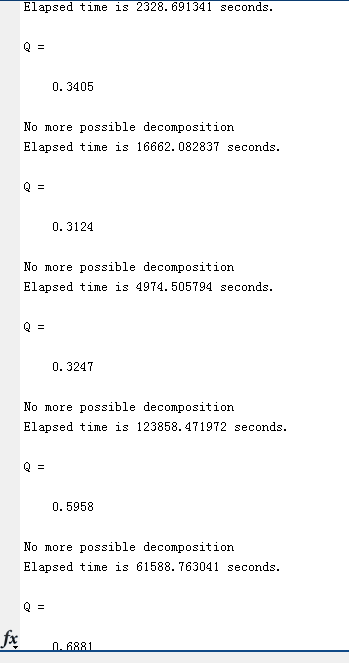 Elapsed time is 2328.691341 seconds.
Q =
0.3405
No more possible decomposition
Elapsed time is 16662.082837 seconds.
Q =
0.3124
No more possible decomposition
Elapsed time is 4974.505794 seconds.
Q =
0.3247
No more possible decomposition
Elapsed time is 123858.471972 seconds.
Q =
0.5958
No more possible decomposition
Elapsed time is 61588.763041 seconds.
Q =
fx 0.6881